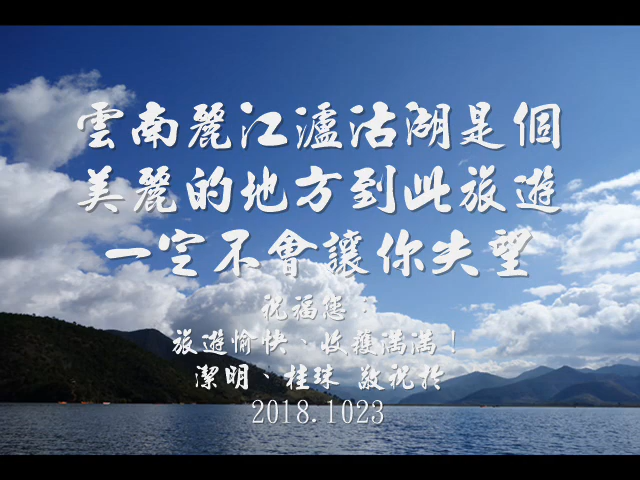 雲南麗江瀘沽湖是個
美麗的地方到此旅遊
一定不會讓你失望
祝福您：
旅遊愉快、收穫滿滿！
潔明、桂珠 敬祝於
2018.1023